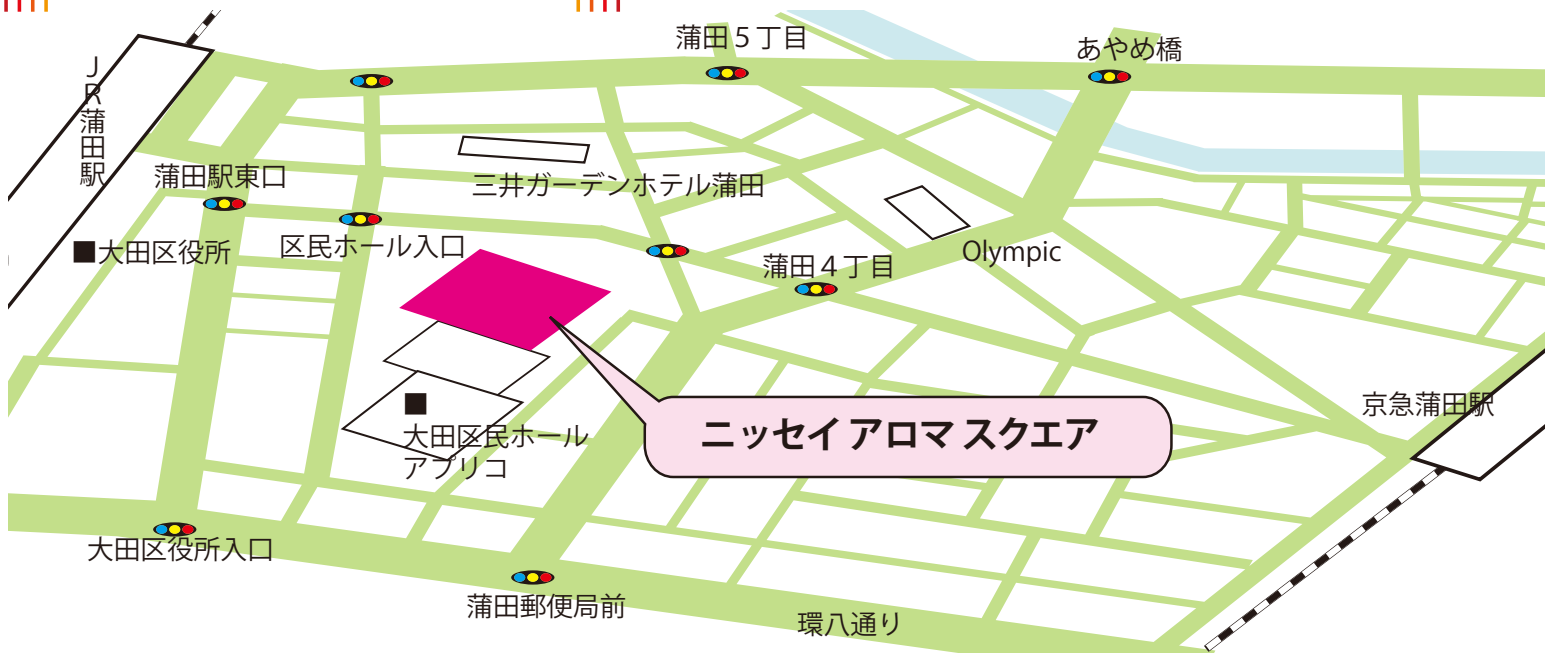 蒲田５丁目
あやめ橋
ＪＲ蒲田駅
蒲田駅東口
三井ガーデンホテル蒲田
■大田区役所
区民ホール入口
蒲田４丁目
Olympic
京急蒲田駅
ニッセイ アロマ スクエア
■
大田区民ホール
アプリコ
大田区役所入口
蒲田郵便局前
環八通り